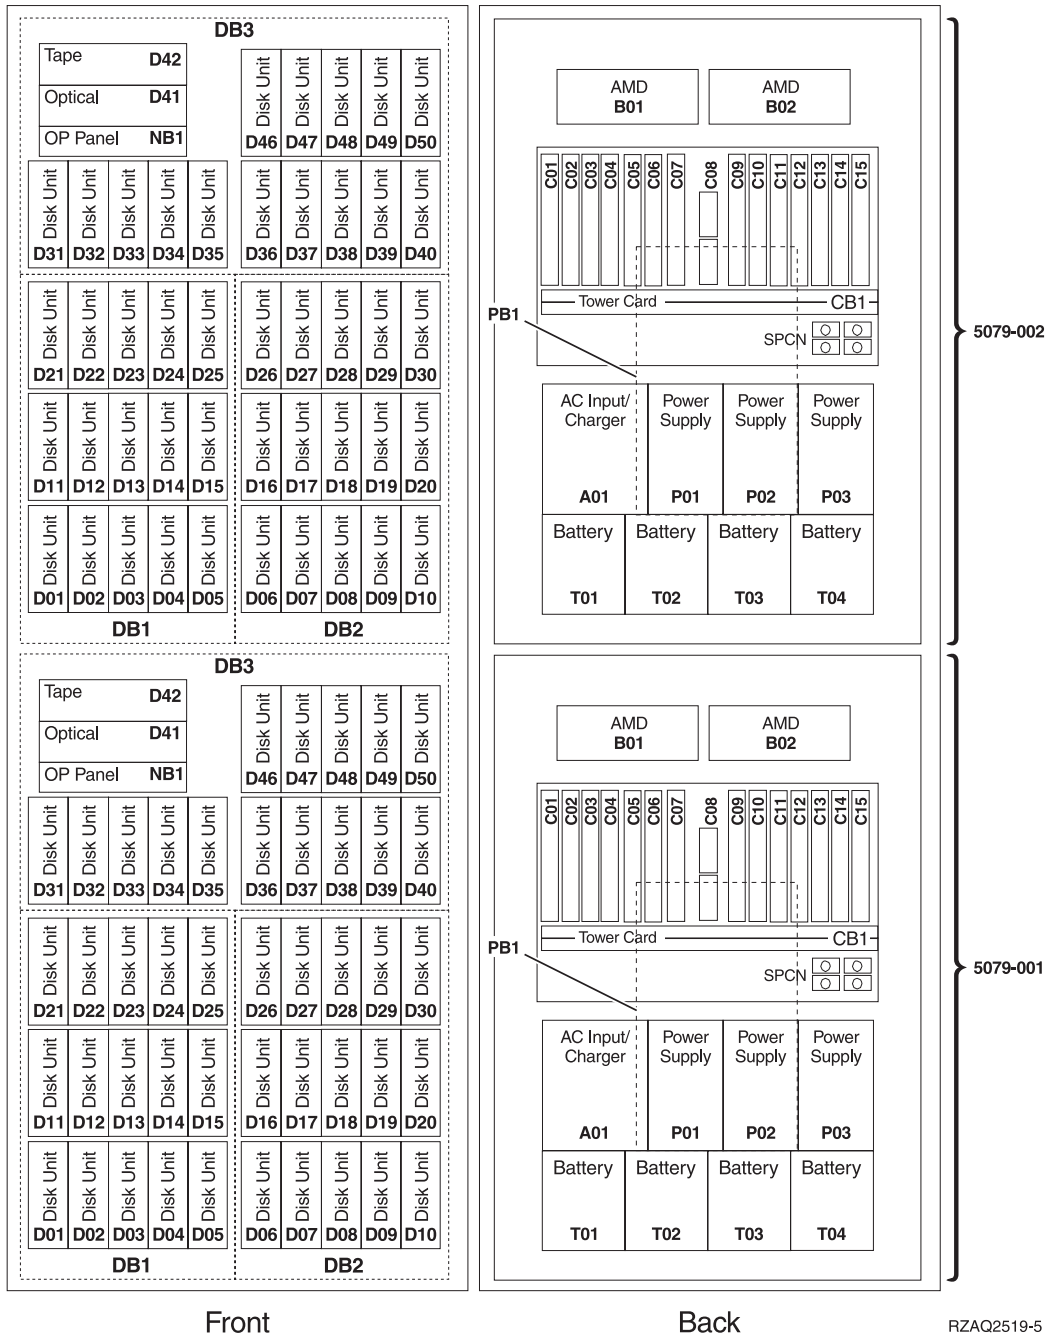 DB3
Tape D42
Optical D41
OP Panel NB1
Disk Unit Disk Unit Disk Unit Disk Unit Disk Unit
D46 D47 D48 D49 D50
Disk Unit Disk Unit Disk Unit Disk Unit Disk Unit Disk Unit Disk Unit Disk Unit Disk Unit Disk Unit
D31 D32 D33 D34 D35 D36 D37 D38 D39 D40
Disk Unit Disk Unit Disk Unit Disk Unit Disk Unit Disk Unit Disk Unit Disk Unit Disk Unit Disk Unit
D21 D22 D23 D24 D25 D26 D27 D28 D29 D30
Disk Unit Disk Unit Disk Unit Disk Unit Disk Unit Disk Unit Disk Unit Disk Unit Disk Unit Disk Unit
D11 D12 D13 D14 D15 D16 D17 D18 D19 D20
Disk Unit Disk Unit Disk Unit Disk Unit Disk Unit Disk Unit Disk Unit Disk Unit Disk Unit Disk Unit
D01 D02 D03 D04 D05 D06 D07 D08 D09 D10
DB1 DB2
AMD AMD
B01 B02
C01 C02 C03 C04 C05 C06 C07 C08 C09 C10 C11 C12 C13 C14 C15
Tower Card CB1
PB1
SPCN
5079-002
AC Input/ Power Power Power
Charger Supply Supply Supply
A01 P01 P02 P03
Battery Battery Battery Battery
T01 T02 T03 T04
DB3
Tape D42
Optical D41
OP Panel NB1
Disk Unit Disk Unit Disk Unit Disk Unit Disk Unit
D46 D47 D48 D49 D50
Disk Unit Disk Unit Disk Unit Disk Unit Disk Unit Disk Unit Disk Unit Disk Unit Disk Unit Disk Unit
D31 D32 D33 D34 D35 D36 D37 D38 D39 D40
Disk Unit Disk Unit Disk Unit Disk Unit Disk Unit Disk Unit Disk Unit Disk Unit Disk Unit Disk Unit
D21 D22 D23 D24 D25 D26 D27 D28 D29 D30
Disk Unit Disk Unit Disk Unit Disk Unit Disk Unit Disk Unit Disk Unit Disk Unit Disk Unit Disk Unit
D11 D12 D13 D14 D15 D16 D17 D18 D19 D20
Disk Unit Disk Unit Disk Unit Disk Unit Disk Unit Disk Unit Disk Unit Disk Unit Disk Unit Disk Unit
D01 D02 D03 D04 D05 D06 D07 D08 D09 D10
DB1 DB2
AMD AMD
B01 B02
C01 C02 C03 C04 C05 C06 C07 C08 C09 C10 C11 C12 C13 C14 C15
Tower Card CB1
PB1
SPCN
5079-001
AC Input/ Power Power Power
Charger Supply Supply Supply
A01 P01 P02 P03
Battery Battery Battery Battery
T01 T02 T03 T04
Front Back
RZAQ2519-5